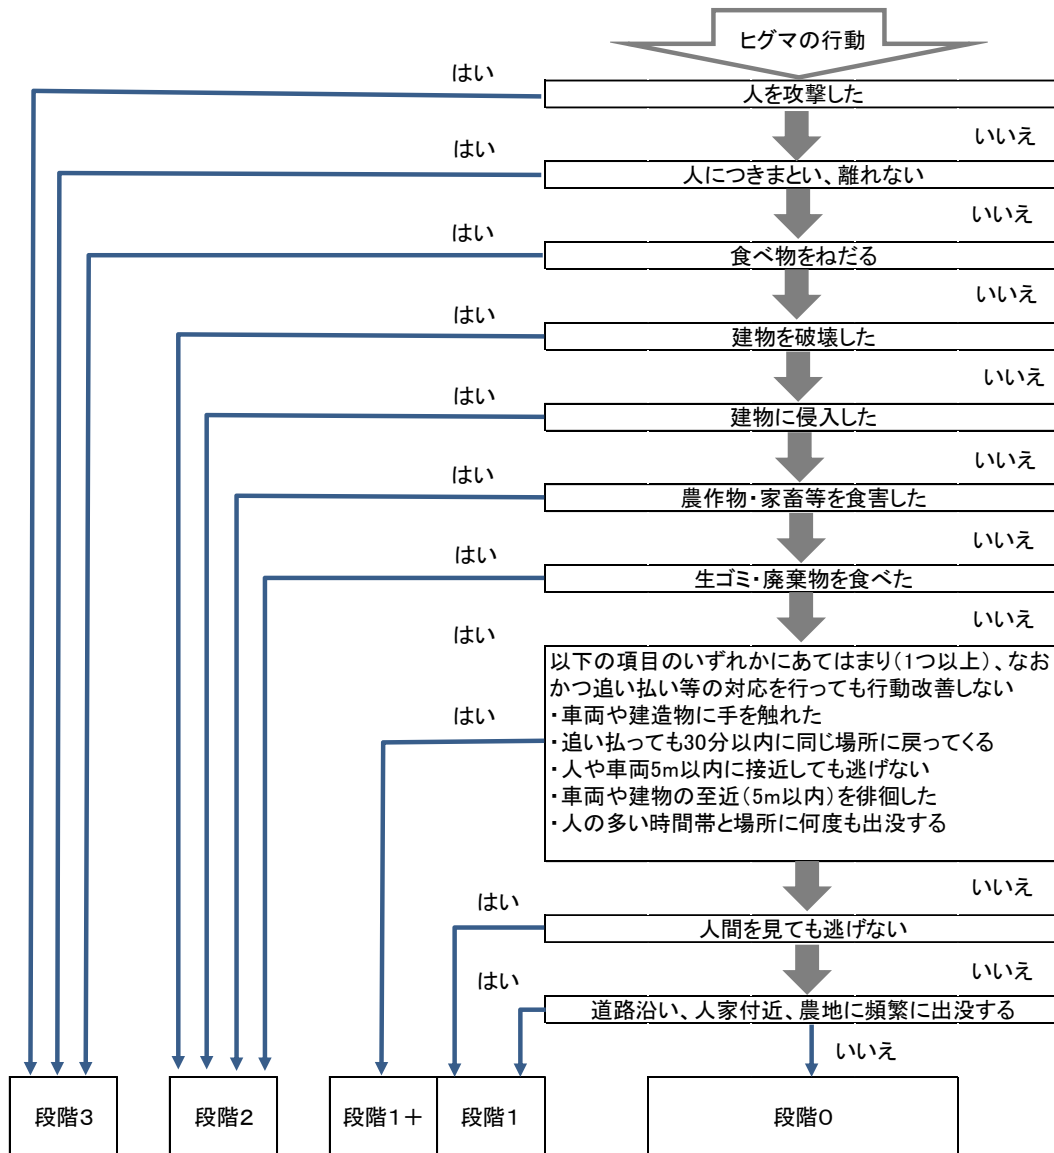 ヒグマの行動
はい
人を攻撃した
いいえ
はい
人につきまとい、離れない
いいえ
はい
食べ物をねだる
いいえ
はい
建物を破壊した
いいえ
はい
建物に侵入した
いいえ
はい
農作物・家畜等を食害した
いいえ
はい
生ゴミ・廃棄物を食べた
いいえ
はい
以下の項目のいずれかにあてはまり（1つ以上）、なお
かつ追い払い等の対応を行っても行動改善しない
はい
・車両や建造物に手を触れた
・追い払っても30分以内に同じ場所に戻ってくる
・人や車両5m以内に接近しても逃げない
・車両や建物の至近（5m以内）を徘徊した
・人の多い時間帯と場所に何度も出没する
いいえ
はい
人間を見ても逃げない
いいえ
はい
道路沿い、人家付近、農地に頻繁に出没する
いいえ
段階3
段階2
段階1＋
段階1
段階0